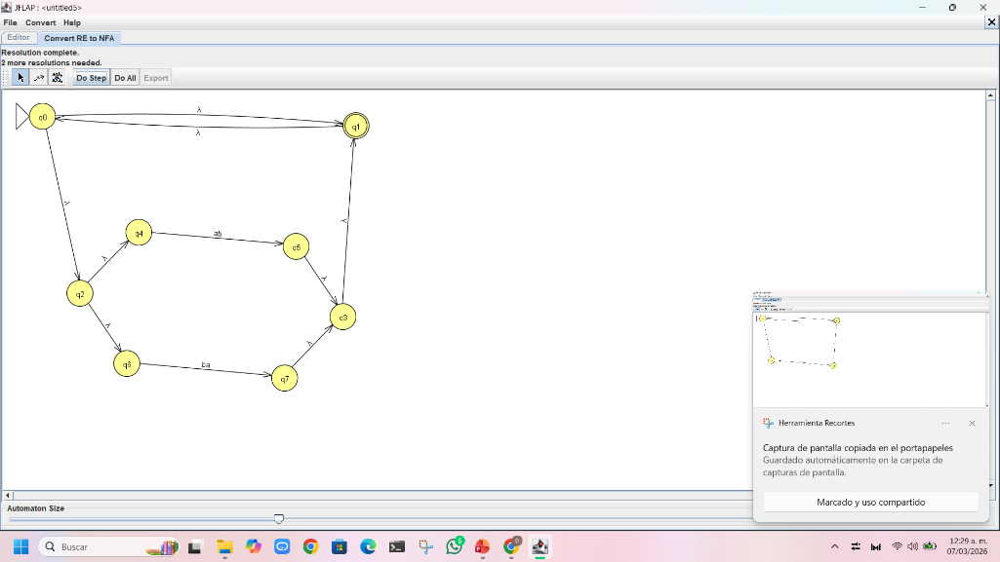 JFLAP : <untitled5>
File Convert Help
Editor Convert RE to NFA
Resolution complete.
2 more resolutions needed.
Do Step Do All Export
λ
q0
q1
λ
λ
q4
ab
q5
λ
λ
λ
q2
q3
λ
λ
q6
ba
q7
Herramienta Recortes
Captura de pantalla copiada en el portapapeles
Guardado automáticamente en la carpeta de
capturas de pantalla.
Marcado y uso compartido
Automaton Size
Buscar
6
12:29 a. m.
07/03/2026